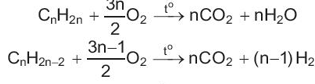 CnH2n + 3n/2 O2 —t°→ nCO2 + nH2O
CnH2n−2 + 3n−1/2 O2 —t°→ nCO2 + (n−1) H2